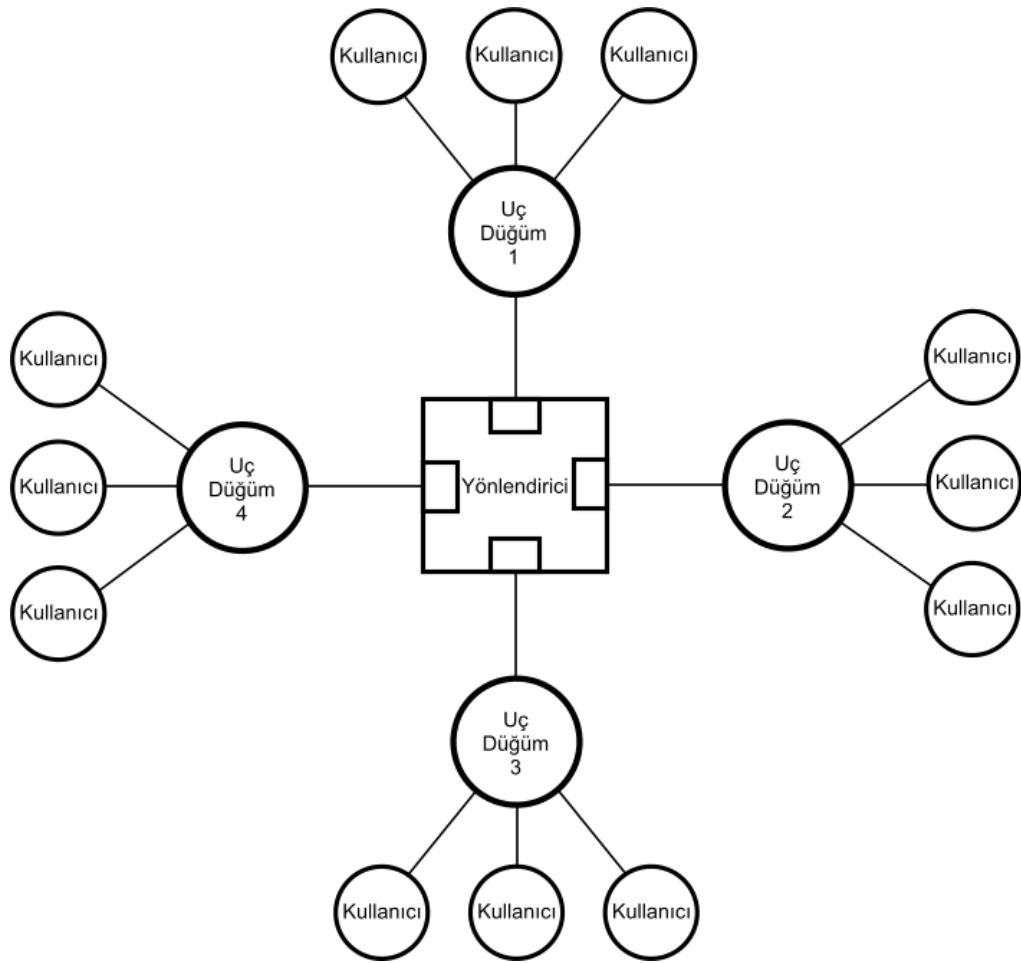 Kullanıcı
Kullanıcı
Kullanıcı
Uç
Düğüm
1
Kullanıcı
Kullanıcı
Kullanıcı
Uç
Düğüm
4
Yönlendirici
Uç
Düğüm
2
Kullanıcı
Kullanıcı
Kullanıcı
Uç
Düğüm
3
Kullanıcı
Kullanıcı
Kullanıcı